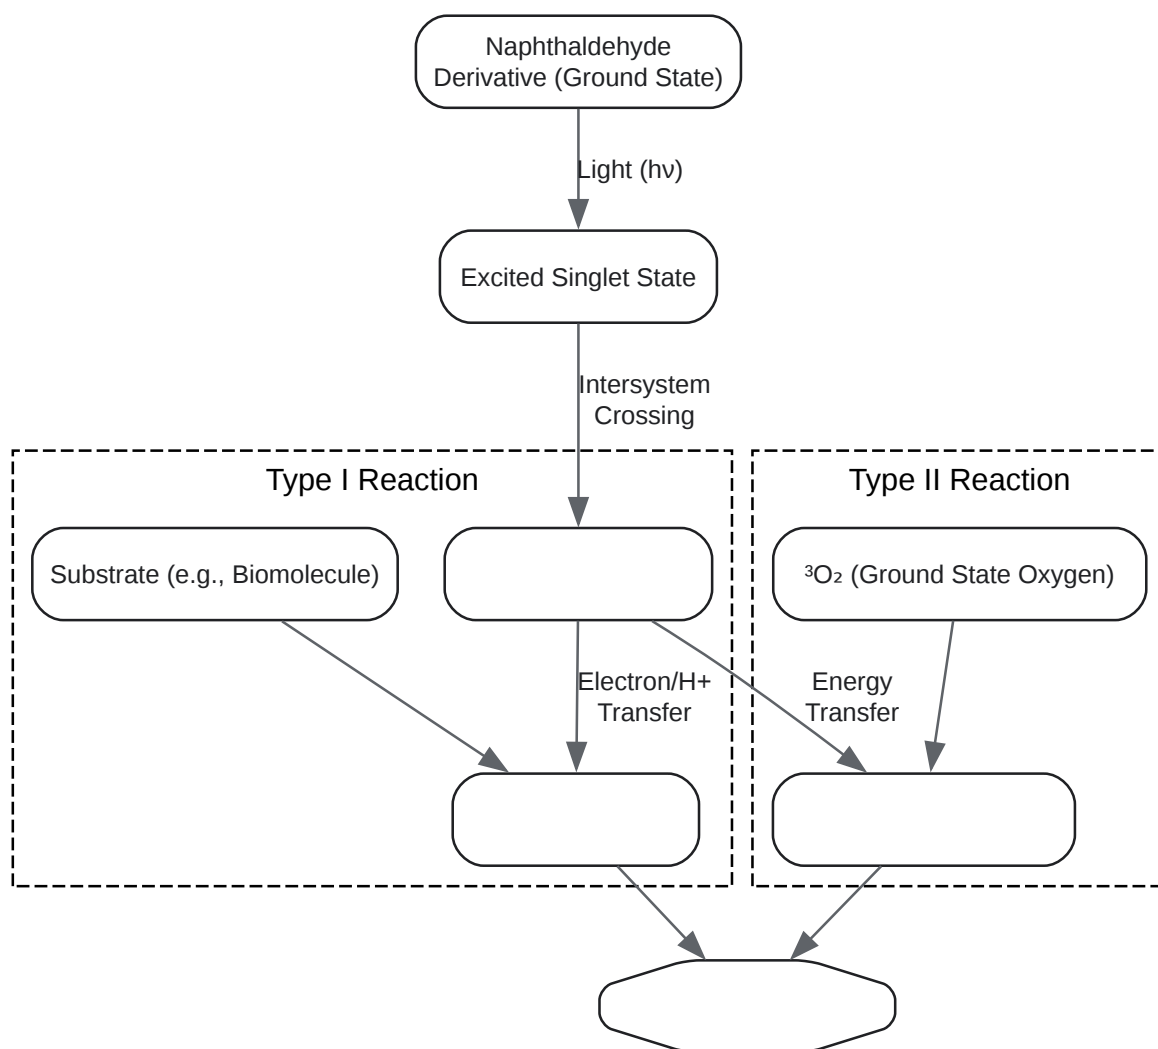 Naphthaldehyde
Derivative (Ground State)
Light (hν)
Excited Singlet State
Intersystem
Crossing
Type I Reaction
Type II Reaction
Substrate (e.g., Biomolecule)
³O₂ (Ground State Oxygen)
Electron/H+
Transfer
Energy
Transfer